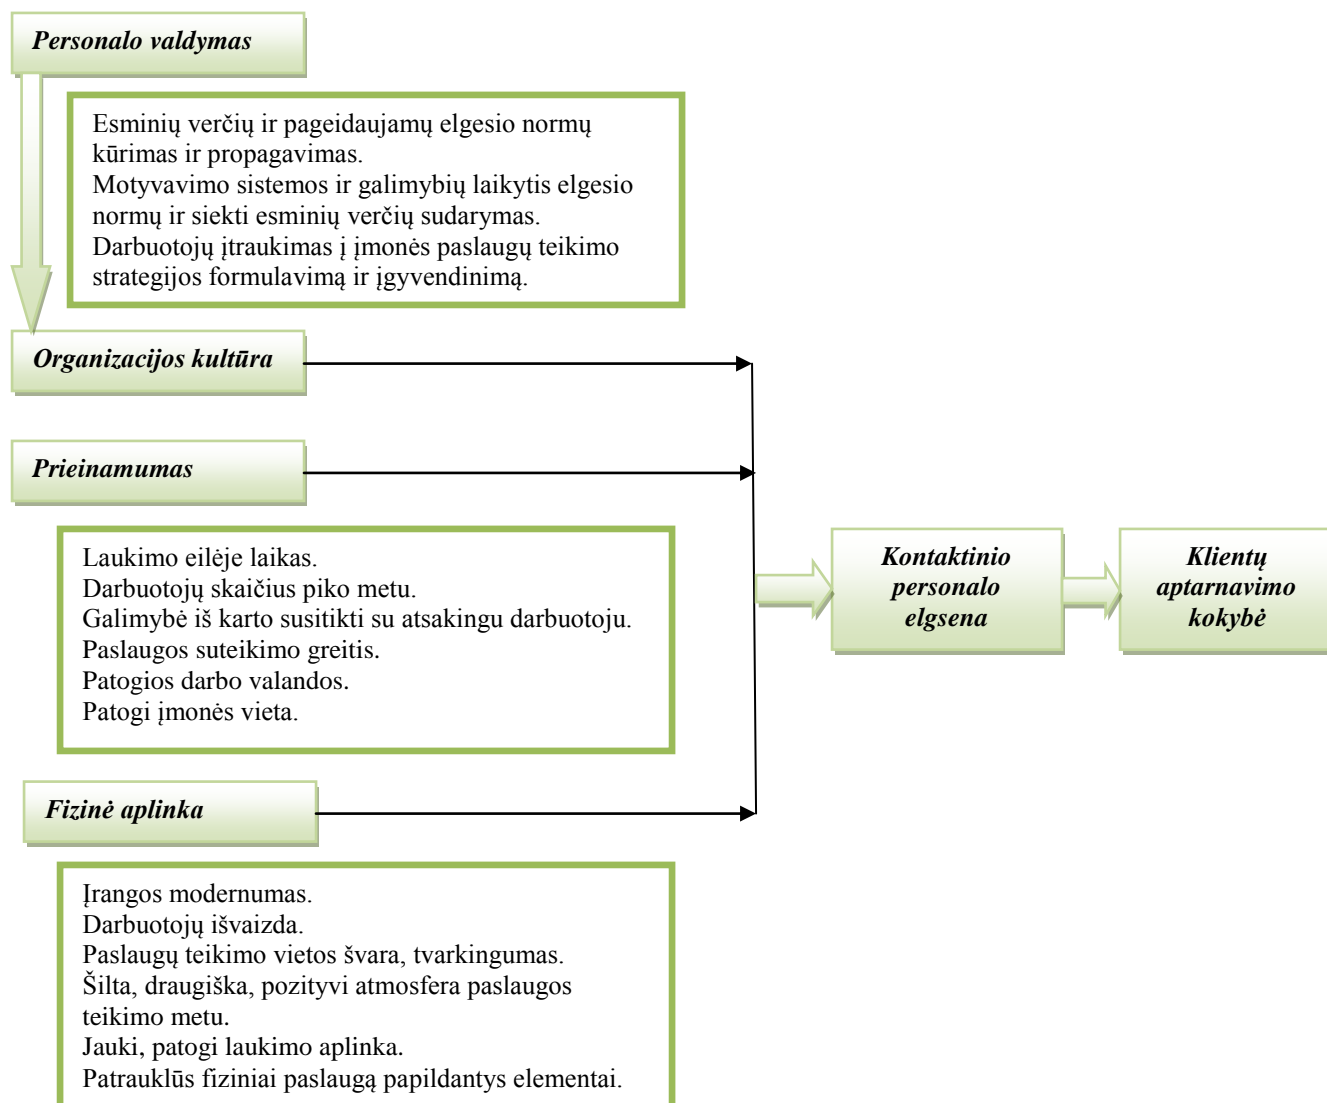 Personalo valdymas
Esminių verčių ir pageidaujamų elgesio normų
kūrimas ir propagavimas.
Motyvavimo sistemos ir galimybių laikytis elgesio
normų ir siekti esminių verčių sudarymas.
Darbuotojų įtraukimas į įmonės paslaugų teikimo
strategijos formulavimą ir įgyvendinimą.
Organizacijos kultūra
Prieinamumas
Laukimo eilėje laikas.
Darbuotojų skaičius piko metu.
Galimybė iš karto susitikti su atsakingu darbuotoju.
Paslaugos suteikimo greitis.
Patogios darbo valandos.
Patogi įmonės vieta.
Kontaktinio
personalo
elgsena
Klientų
aptarnavimo
kokybė
Fizinė aplinka
Įrangos modernumas.
Darbuotojų išvaizda.
Paslaugų teikimo vietos švara, tvarkingumas.
Šilta, draugiška, pozityvi atmosfera paslaugos
teikimo metu.
Jauki, patogi laukimo aplinka.
Patrauklūs fiziniai paslaugą papildantys elementai.